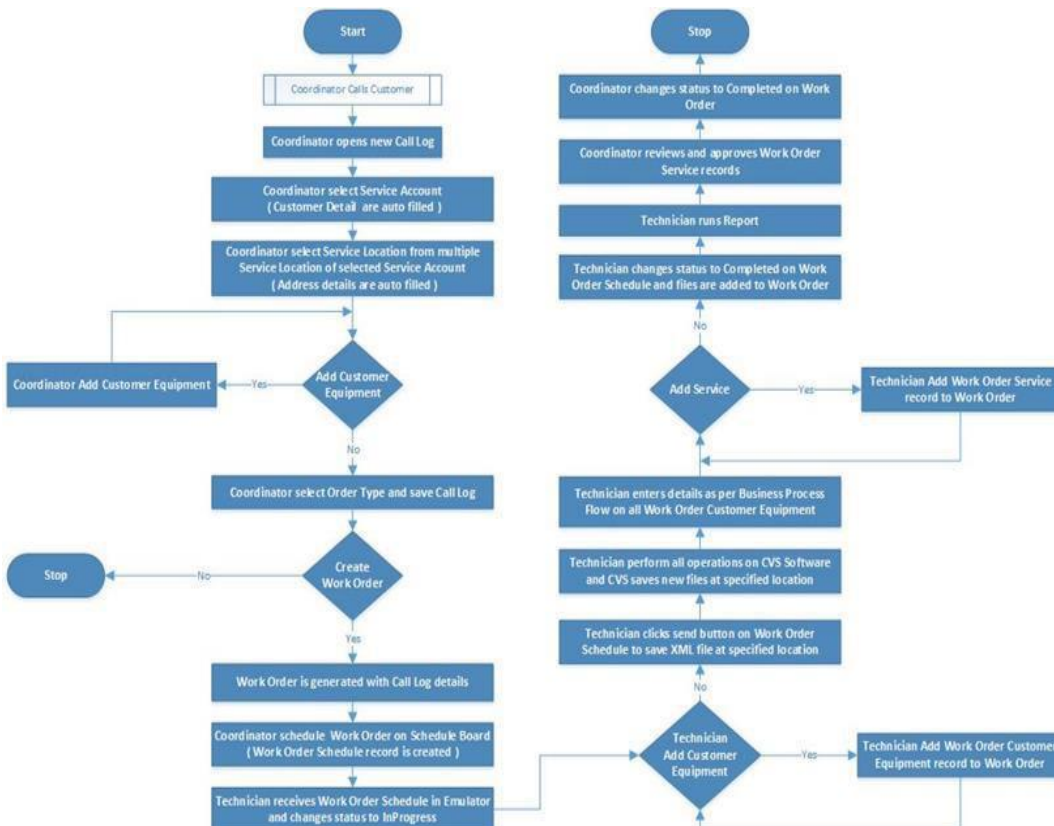 Start
Coordinator Calls Customer
Coordinator opens new Call Log
Coordinator select Service Account
( Customer Detail are auto filled )
Coordinator select Service Location from multiple
Service Location of selected Service Account
( Address details are auto filled )
Add Customer
Equipment
Yes
Coordinator Add Customer Equipment
No
Coordinator select Order Type and save Call Log
Create
Work Order
No
Stop
Yes
Work Order is generated with Call Log details
Coordinator schedule Work Order on Schedule Board
( Work Order Schedule record is created )
Technician receives Work Order Schedule in Emulator
and changes status to InProgress
Technician
Add Customer
Equipment
Yes
Technician Add Work Order Customer
Equipment record to Work Order
No
Technician clicks send button on Work Order
Schedule to save XML file at specified location
Technician perform all operations on CVS Software
and CVS saves new files at specified location
Technician enters details as per Business Process
Flow on all Work Order Customer Equipment
Add Service
Yes
Technician Add Work Order Service
record to Work Order
No
Technician changes status to Completed on Work
Order Schedule and files are added to Work Order
Technician runs Report
Coordinator reviews and approves Work Order
Service records
Coordinator changes status to Completed on Work
Order
Stop